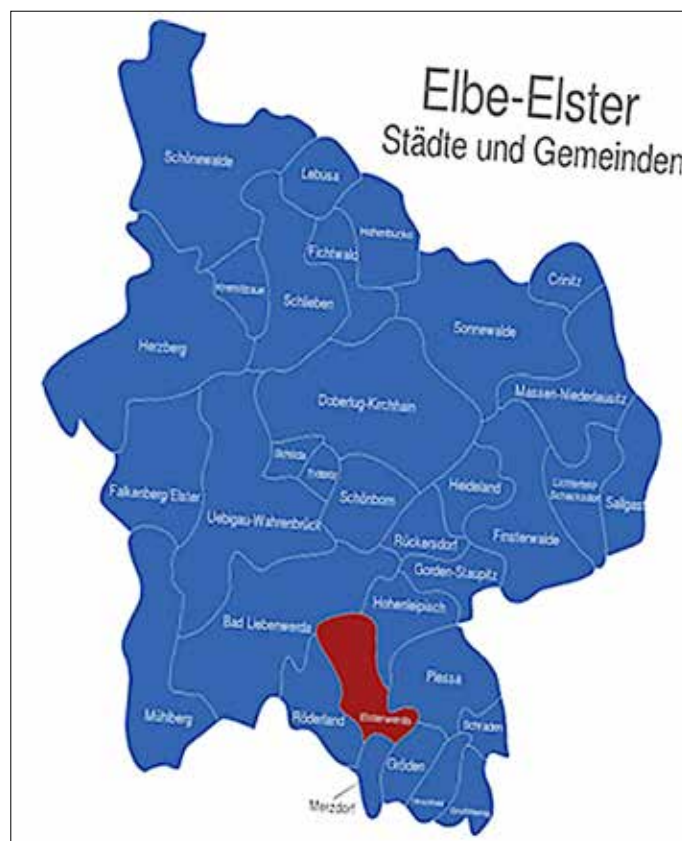 Elbe-Elster
Städte und Gemeinden
Schönewalde
Lebusa
Hohenbucko
Fichtwald
Kremitzaue
Schlieben
Crinitz
Sonnewalde
Herzberg
Massen-Niederlausitz
Doberlug-Kirchhain
Schilda
Tröbitz
Schönborn
Heideland
Lichterfeld-
Schacksdorf
Sallgast
Falkenberg/Elster
Uebigau-Wahrenbrück
Rückersdorf
Finsterwalde
Gorden-Staupitz
Hohenleipisch
Bad Liebenwerda
Plessa
Mühlberg
Röderland
Elsterwerda
Schraden
Gröden
Merzdorf